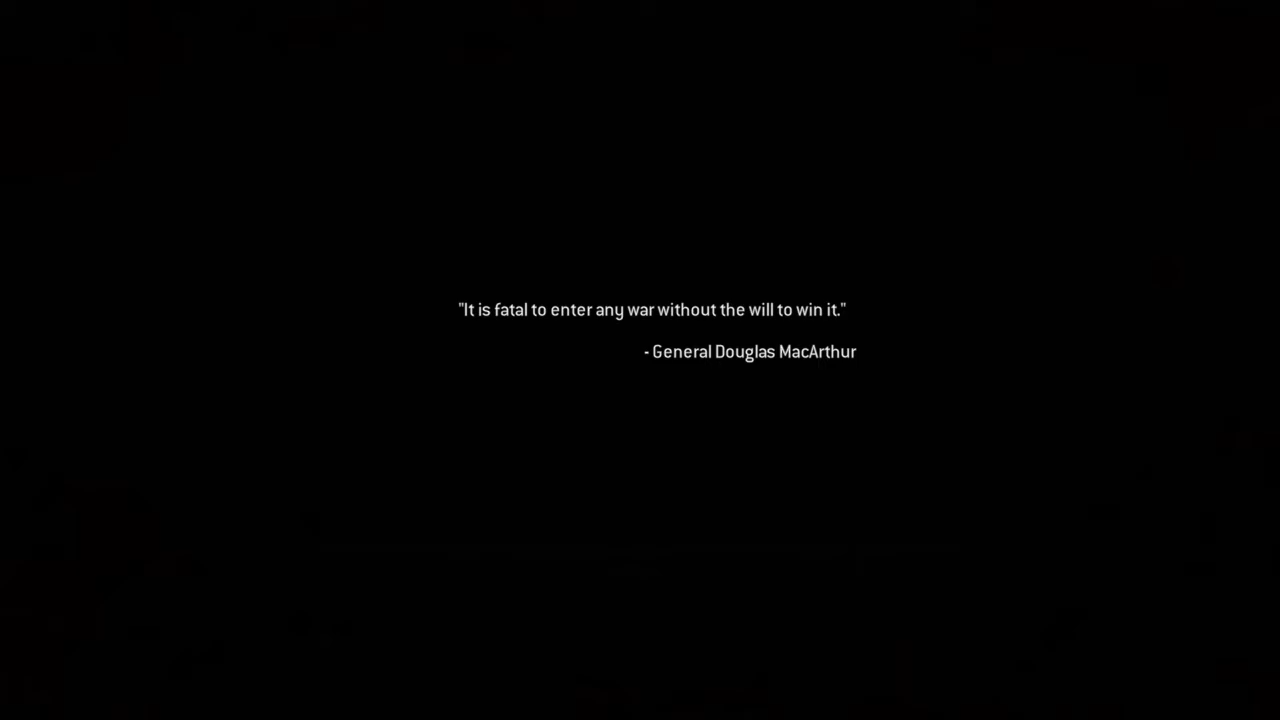 "It is fatal to enter any war without the will to win it."
- General Douglas MacArthur